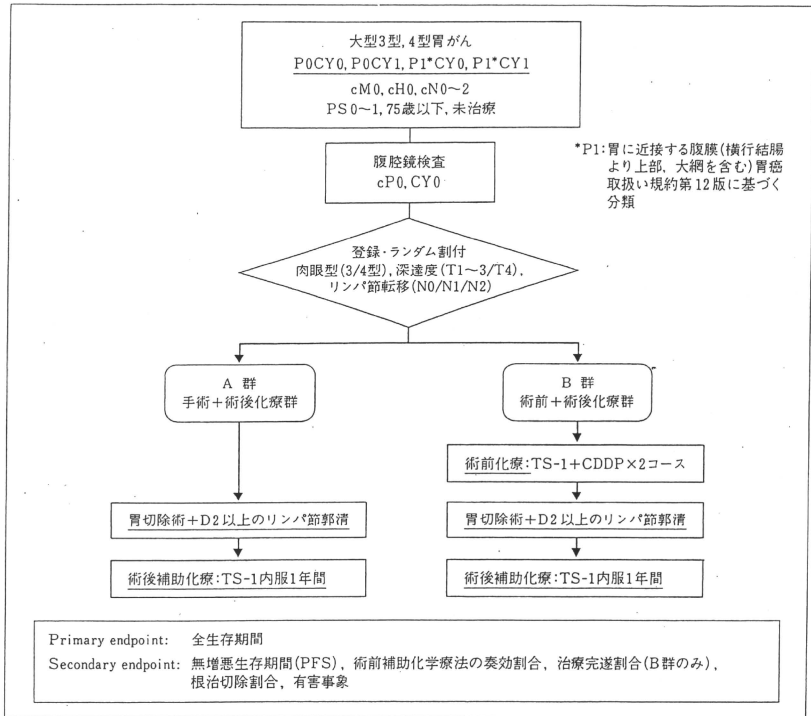 大型3型,4型胃がん
P0CY0,P0CY1,P1*CY0,P1*CY1
cM0,cH0,cN0～2
PS0～1,75歳以下,未治療
*P1:胃に近接する腹膜(横行結腸
より上部，大網を含む)胃癌
取扱い規約第12版に基づく
分類
腹腔鏡検査
cP0,CY0
登録・ランダム割付
肉眼型(3/4型),深達度(T1～3/T4),
リンパ節転移(N0/N1/N2)
A 群
手術＋術後化療群
B 群
術前＋術後化療群
術前化療:TS-1＋CDDP×2コース
胃切除術＋D2以上のリンパ節郭清
胃切除術＋D2以上のリンパ節郭清
術後補助化療:TS-1内服1年間
術後補助化療:TS-1内服1年間
Primary endpoint: 全生存期間
Secondary endpoint: 無増悪生存期間(PFS)，術前補助化学療法の奏効割合，治療完遂割合(B群のみ)，
根治切除割合，有害事象